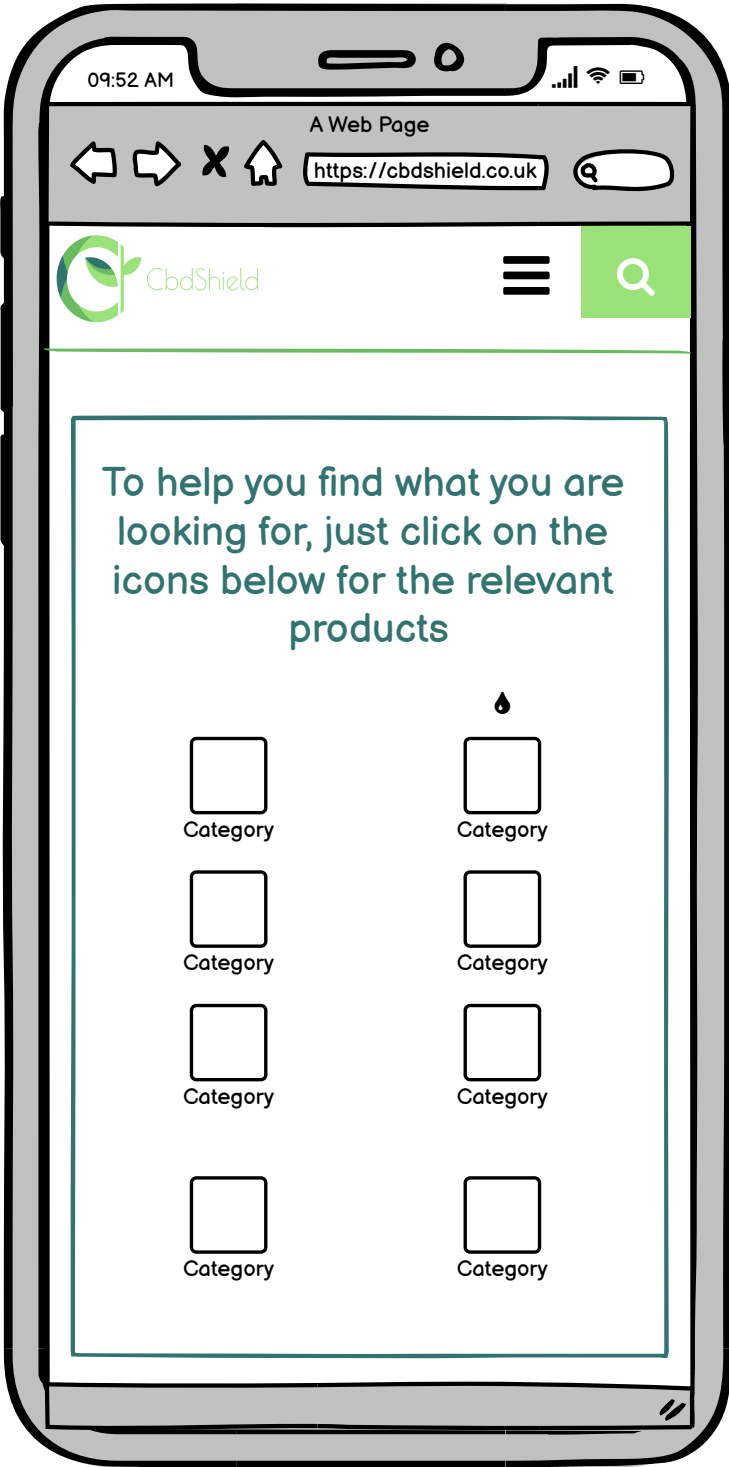 09:52 AM
A Web Page
https://cbdshield.co.uk
CbdShield
To help you find what you are
looking for, just click on the
icons below for the relevant
products
Category Category
Category Category
Category Category
Category Category